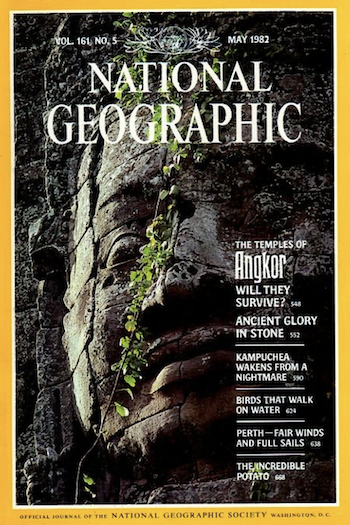 VOL. 161, NO. 5
MAY 1982
NATIONAL
GEOGRAPHIC
THE TEMPLES OF
Angkor
WILL THEY
SURVIVE? 548
ANCIENT GLORY
IN STONE 552
KAMPUCHEA
WAKENS FROM A
NIGHTMARE 590
BIRDS THAT WALK
ON WATER 624
PERTH—FAIR WINDS
AND FULL SAILS 638
THE INCREDIBLE
POTATO 668
OFFICIAL JOURNAL OF THE NATIONAL GEOGRAPHIC SOCIETY WASHINGTON, D.C.